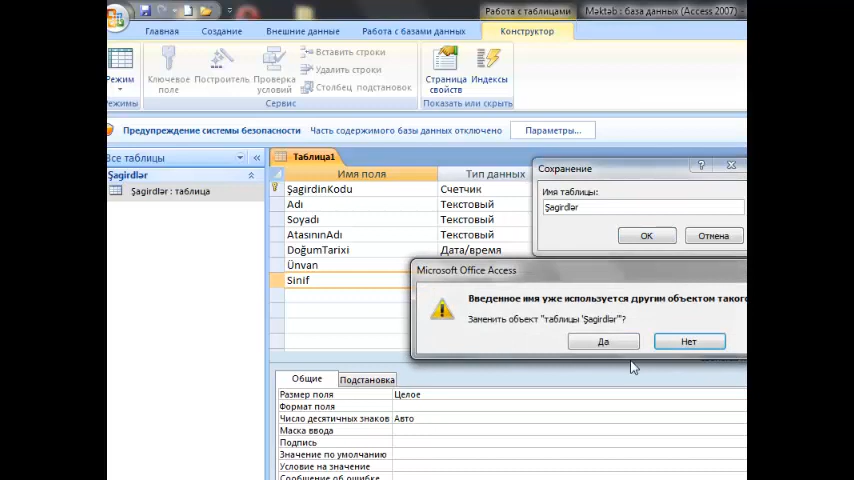 Работа с таблицами
Məktəb : база данных (Access 2007) -
Главная
Создание
Внешние данные
Работа с базами данных
Конструктор
Режим
Ключевое поле
Построитель
Проверка условий
Вставить строки
Удалить строки
Столбец подстановок
Страница свойств
Индексы
Режимы
Сервис
Показать или скрыть
Предупреждение системы безопасности
Часть содержимого базы данных отключено
Параметры...
Все таблицы
Таблица1
Şagirdlər
Şagirdlər : таблица
Имя поля
Тип данных
ŞagirdinKodu
Счетчик
Adı
Текстовый
Soyadı
Текстовый
AtasınınAdı
Текстовый
DoğumTarixi
Дата/время
Ünvan
Sinif
Сохранение
Имя таблицы:
Şagirdlər
OK
Отмена
Microsoft Office Access
Введенное имя уже используется другим объектом
Заменить объект "таблицы 'Şagirdlər'"?
Да
Нет
Общие
Подстановка
Размер поля
Целое
Формат поля
Число десятичных знаков
Авто
Маска ввода
Подпись
Значение по умолчанию
Условие на значение
Сообщение об ошибке